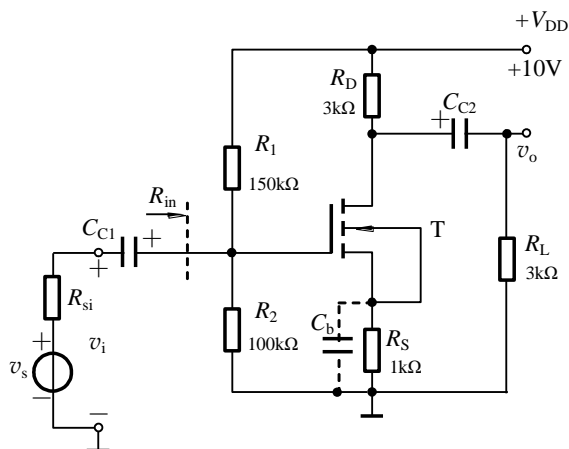 +V_DD
+10V
R_D
3kΩ
C_C2
+
v_o
R_1
150kΩ
R_in
C_C1
+
+
T
R_L
3kΩ
R_si
R_2
100kΩ
C_b
R_S
1kΩ
+
v_s
v_i
−
−